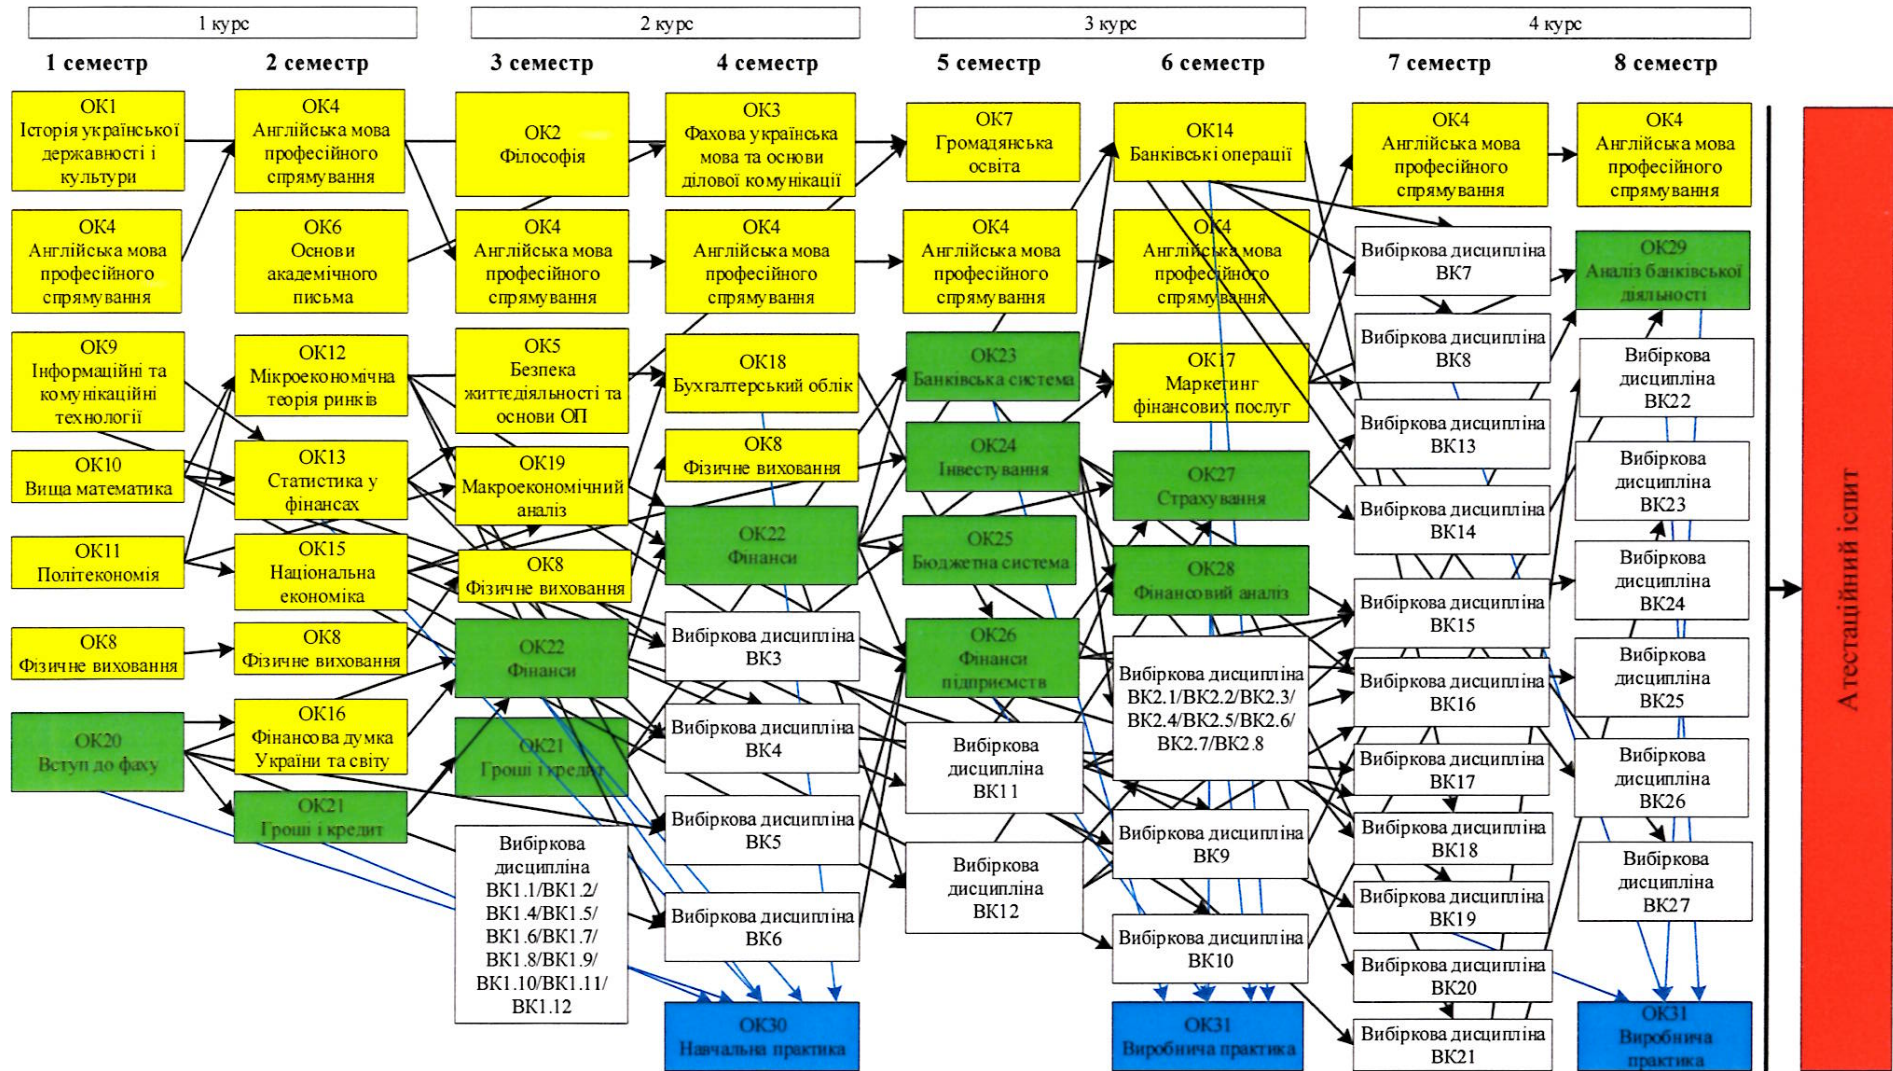 1 курс
2 курс
3 курс
4 курс
1 семестр
2 семестр
3 семестр
4 семестр
5 семестр
6 семестр
7 семестр
8 семестр
ОК1
Історія української
державності і
культури
ОК4
Англійська мова
професійного
спрямування
ОК9
Інформаційні та
комунікаційні
технології
ОК10
Вища математика
ОК11
Політекономія
ОК8
Фізичне виховання
ОК20
Вступ до фаху
ОК4
Англійська мова
професійного
спрямування
ОК6
Основи
академічного
письма
ОК12
Мікроекономічна
теорія ринків
ОК13
Статистика у
фінансах
ОК15
Національна
економіка
ОК8
Фізичне виховання
ОК16
Фінансова думка
України та світу
ОК21
Гроші і кредит
ОК2
Філософія
ОК4
Англійська мова
професійного
спрямування
ОК5
Безпека
життєдіяльності та
основи ОП
ОК19
Макроекономічний
аналіз
ОК8
Фізичне виховання
ОК22
Фінанси
ОК21
Гроші і кредит
Вибіркова
дисципліна
ВК1.1/ВК1.2/
ВК1.4/ВК1.5/
ВК1.6/ВК1.7/
ВК1.8/ВК1.9/
ВК1.10/ВК1.11/
ВК1.12
ОК3
Фахова українська
мова та основи
ділової комунікації
ОК4
Англійська мова
професійного
спрямування
ОК18
Бухгалтерський облік
ОК8
Фізичне виховання
ОК22
Фінанси
Вибіркова дисципліна
ВК3
Вибіркова дисципліна
ВК4
Вибіркова дисципліна
ВК5
Вибіркова дисципліна
ВК6
ОК30
Навчальна практика
ОК7
Громадянська
освіта
ОК4
Англійська мова
професійного
спрямування
ОК23
Банківська система
ОК24
Інвестування
ОК25
Бюджетна система
ОК26
Фінанси
підприємств
Вибіркова
дисципліна
ВК11
Вибіркова
дисципліна
ВК12
ОК14
Банківські операції
ОК4
Англійська мова
професійного
спрямування
ОК17
Маркетинг
фінансових послуг
ОК27
Страхування
ОК28
Фінансовий аналіз
Вибіркова дисципліна
ВК2.1/ВК2.2/ВК2.3/
ВК2.4/ВК2.5/ВК2.6/
ВК2.7/ВК2.8
Вибіркова дисципліна
ВК9
Вибіркова дисципліна
ВК10
ОК31
Виробнича практика
ОК4
Англійська мова
професійного
спрямування
Вибіркова дисципліна
ВК7
Вибіркова дисципліна
ВК8
Вибіркова дисципліна
ВК13
Вибіркова дисципліна
ВК14
Вибіркова дисципліна
ВК15
Вибіркова дисципліна
ВК16
Вибіркова дисципліна
ВК17
Вибіркова дисципліна
ВК18
Вибіркова дисципліна
ВК19
Вибіркова дисципліна
ВК20
Вибіркова дисципліна
ВК21
ОК4
Англійська мова
професійного
спрямування
ОК29
Аналіз банківської
діяльності
Вибіркова
дисципліна
ВК22
Вибіркова
дисципліна
ВК23
Вибіркова
дисципліна
ВК24
Вибіркова
дисципліна
ВК25
Вибіркова
дисципліна
ВК26
Вибіркова
дисципліна
ВК27
ОК31
Виробнича
практика
Атестаційний іспит